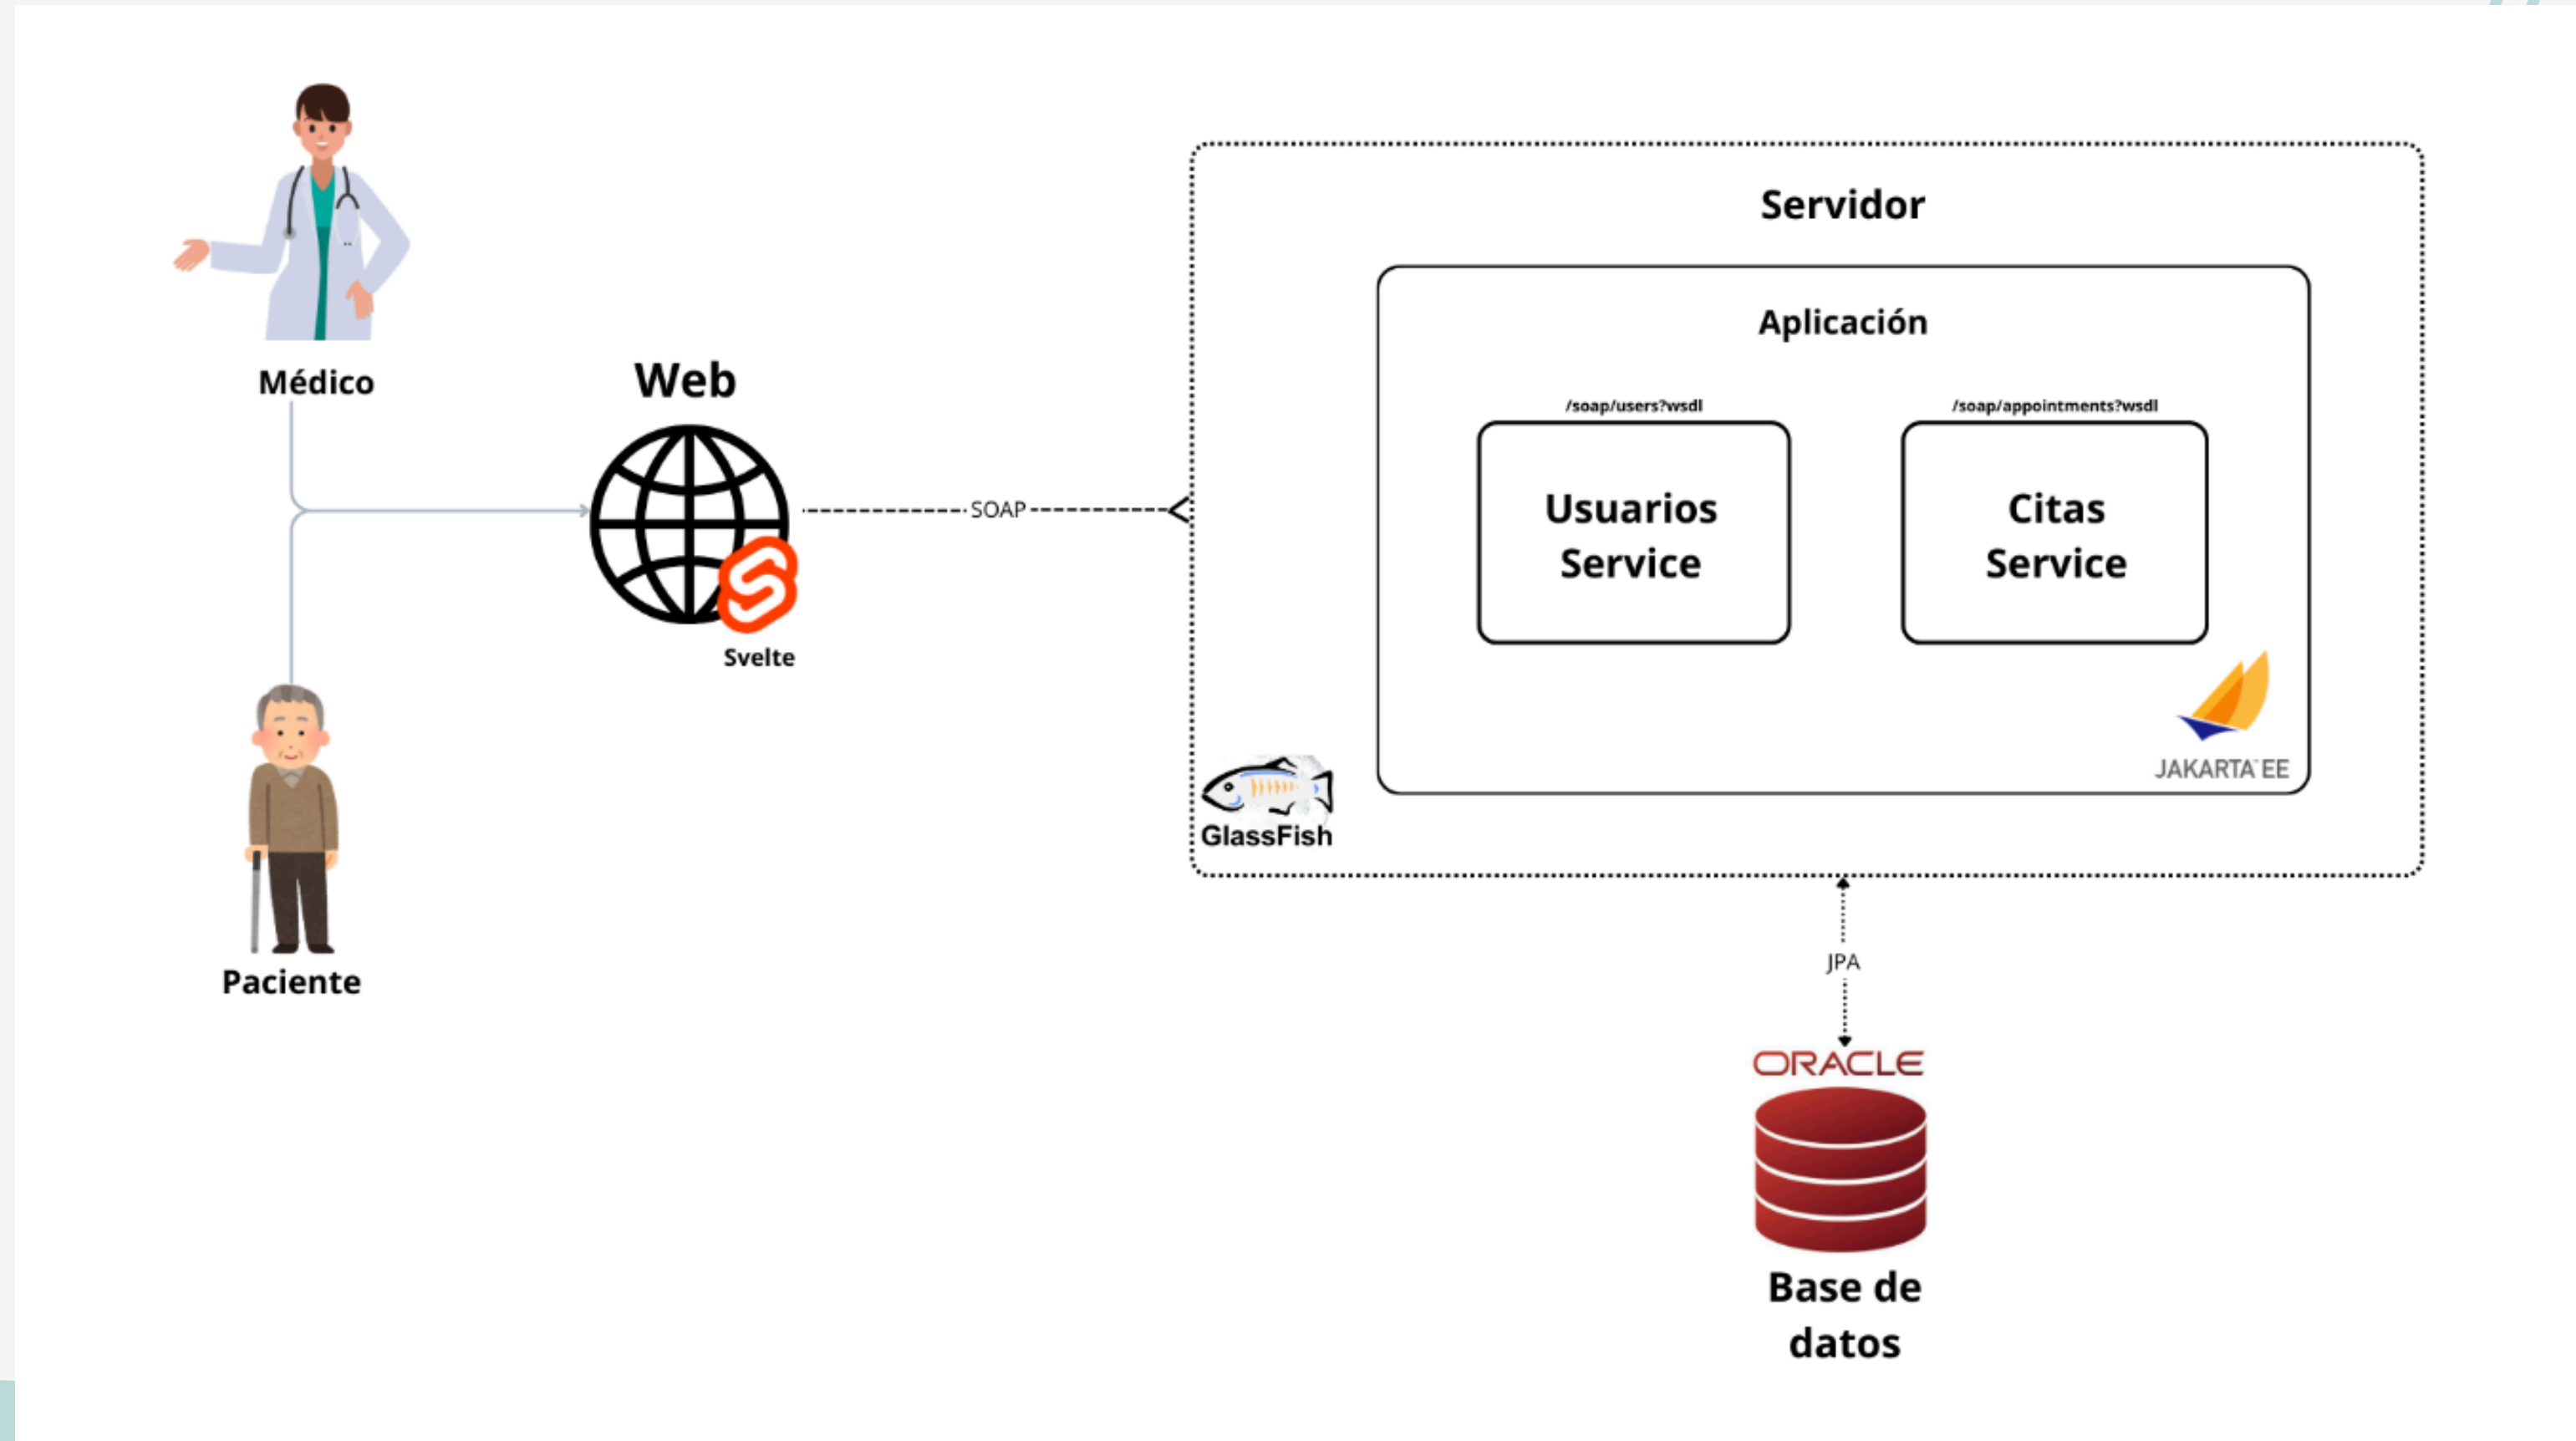 Médico
Paciente
Web
Svelte
SOAP
Servidor
Aplicación
/soap/users?wsdl
Usuarios
Service
/soap/appointments?wsdl
Citas
Service
JAKARTA EE
GlassFish
JPA
ORACLE
Base de
datos